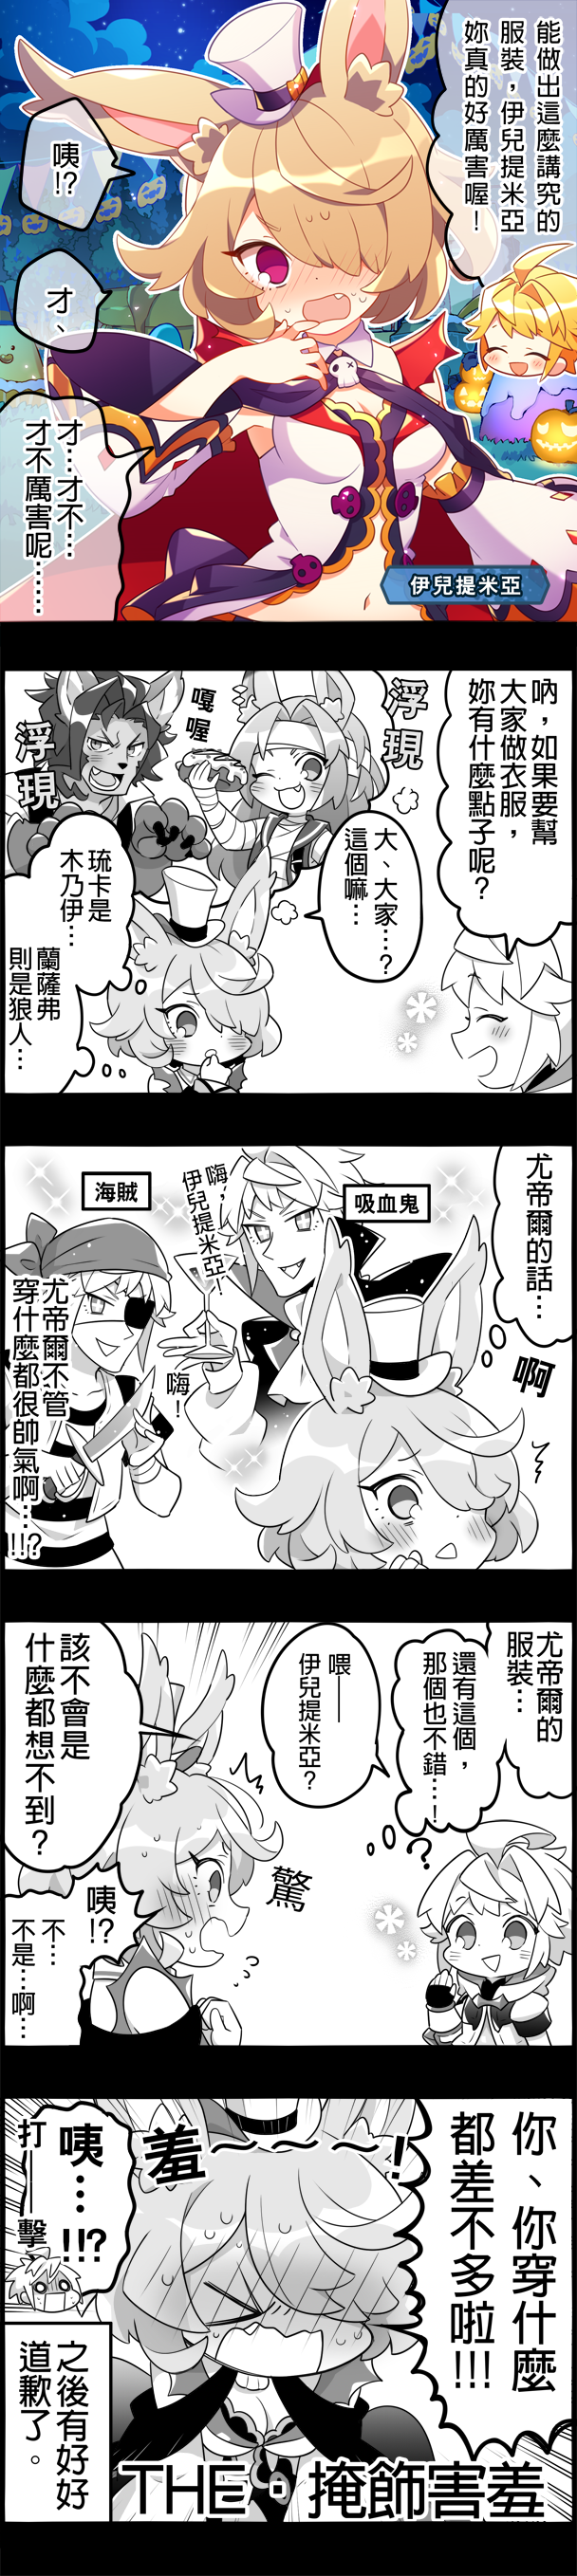 能做出這麼講究的
服裝，伊兒提米亞
妳真的好厲害喔！
咦!?
才、
才…才不…
才不厲害呢……
伊兒提米亞
吶，如果要幫
大家做衣服，
妳有什麼點子呢？
浮現
嘎喔
浮現
大、大家…？
這個嘛…
琉卡是
木乃伊…
蘭薩弗
則是狼人…
尤帝爾的話…
吸血鬼
嗨，
伊兒提米亞！
海賊
嗨！
啊
尤帝爾不管
穿什麼都很帥氣啊…!!?
尤帝爾的
服裝…
還有這個，
那個也不錯…！
喂——
伊兒提米亞？
該不會是
什麼都想不到？
驚
咦!?
不…
不是…啊…
你、你穿什麼
都差不多啦!!!
羞～～～～！
咦…!!?
打——擊
之後有好好
道歉了。
THE・掩飾害羞